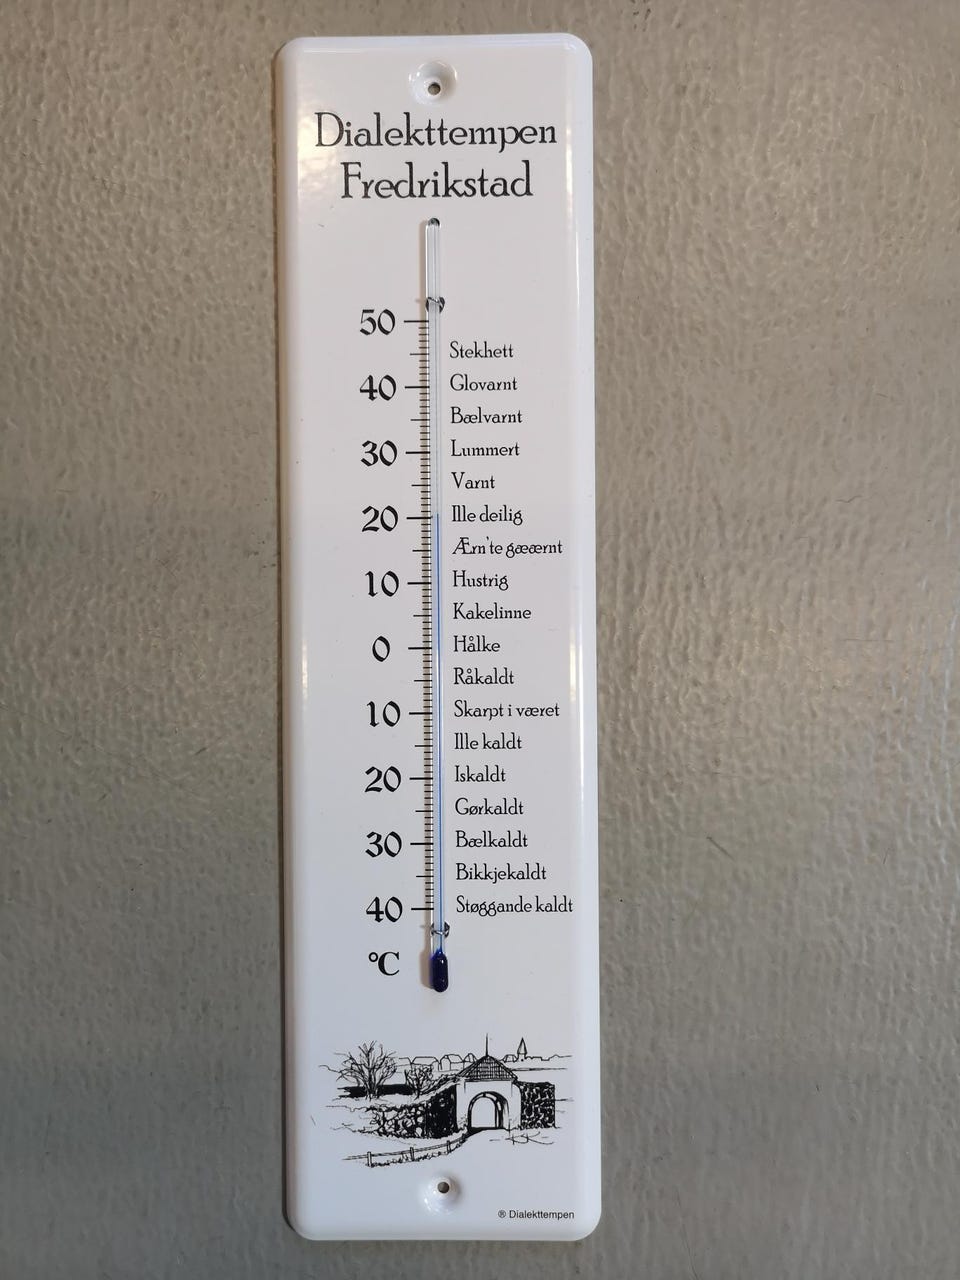 Dialekttempen
Fredrikstad
50
Stekhett
40 Glovarnt
Bælvarnt
30 Lummert
Varnt
20 Ille deilig
Ærn'te gææærnt
10 Hustrig
Kakelinne
0 Hålke
Råkaldt
10 Skarpt i været
Ille kaldt
20 Iskaldt
Gørkaldt
30 Bælkaldt
Bikkjekaldt
40 Støggande kaldt
°C
® Dialekttempen